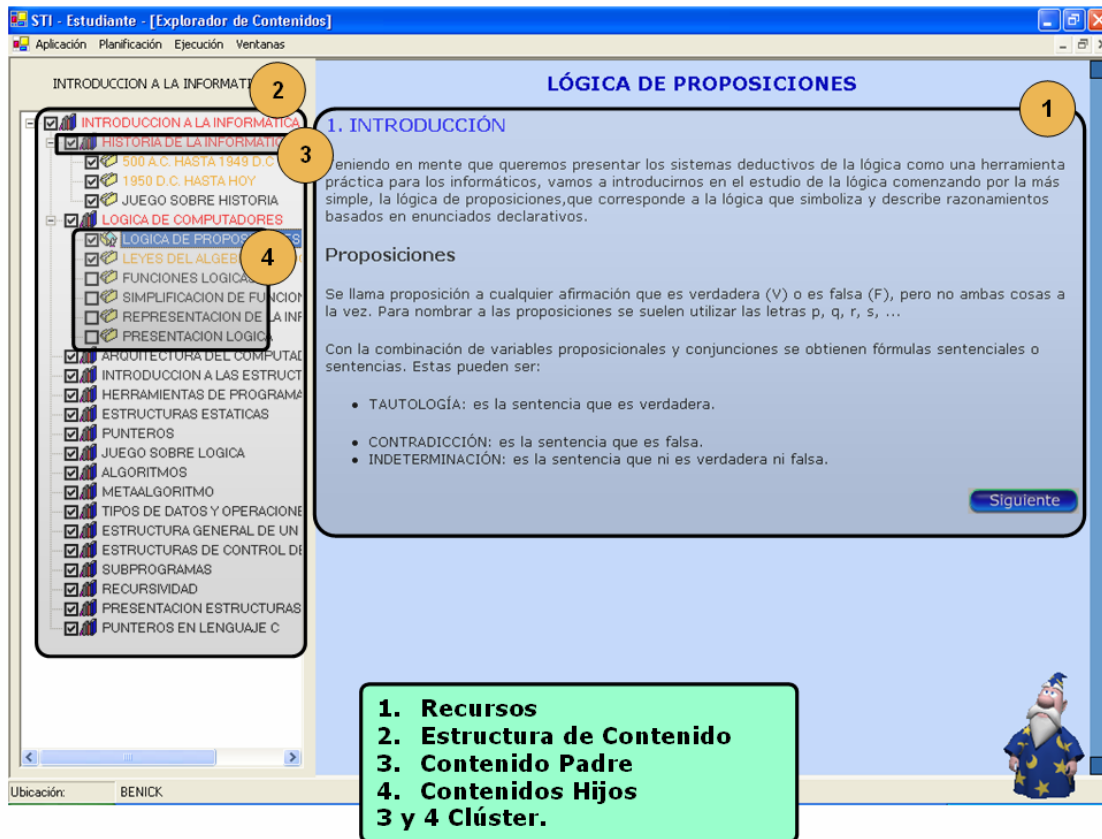 STI - Estudiante - [Explorador de Contenidos]
Aplicación Planificación Ejecución Ventanas
INTRODUCCION A LA INFORMATI
2
INTRODUCCION A LA INFORMATICA
HISTORIA DE LA INFORMATIC
3
500 A.C. HASTA 1949 D.C
1950 D.C. HASTA HOY
JUEGO SOBRE HISTORIA
LOGICA DE COMPUTADORES
LOGICA DE PROPOS ES
4
LEYES DEL ALGEB
FUNCIONES LOGICAS
SIMPLIFICACION DE FUNCION
REPRESENTACION DE LA INF
PRESENTACION LOGICA
ARQUITECTURA DEL COMPUTAD
INTRODUCCION A LAS ESTRUCT
HERRAMIENTAS DE PROGRAMA
ESTRUCTURAS ESTATICAS
PUNTEROS
JUEGO SOBRE LOGICA
ALGORITMOS
METAALGORITMO
TIPOS DE DATOS Y OPERACIONE
ESTRUCTURA GENERAL DE UN
ESTRUCTURAS DE CONTROL DE
SUBPROGRAMAS
RECURSIVIDAD
PRESENTACION ESTRUCTURAS
PUNTEROS EN LENGUAJE C
LÓGICA DE PROPOSICIONES
1
1. INTRODUCCIÓN
eniendo en mente que queremos presentar los sistemas deductivos de la lógica como una herramienta
práctica para los informáticos, vamos a introducirnos en el estudio de la lógica comenzando por la más
simple, la lógica de proposiciones,que corresponde a la lógica que simboliza y describe razonamientos
basados en enunciados declarativos.
Proposiciones
Se llama proposición a cualquier afirmación que es verdadera (V) o es falsa (F), pero no ambas cosas a
la vez. Para nombrar a las proposiciones se suelen utilizar las letras p, q, r, s, ...
Con la combinación de variables proposicionales y conjunciones se obtienen fórmulas sentenciales o
sentencias. Estas pueden ser:
• TAUTOLOGÍA: es la sentencia que es verdadera.
• CONTRADICCIÓN: es la sentencia que es falsa.
• INDETERMINACIÓN: es la sentencia que ni es verdadera ni falsa.
Siguiente
1. Recursos
2. Estructura de Contenido
3. Contenido Padre
4. Contenidos Hijos
3 y 4 Clúster.
Ubicación: BENICK